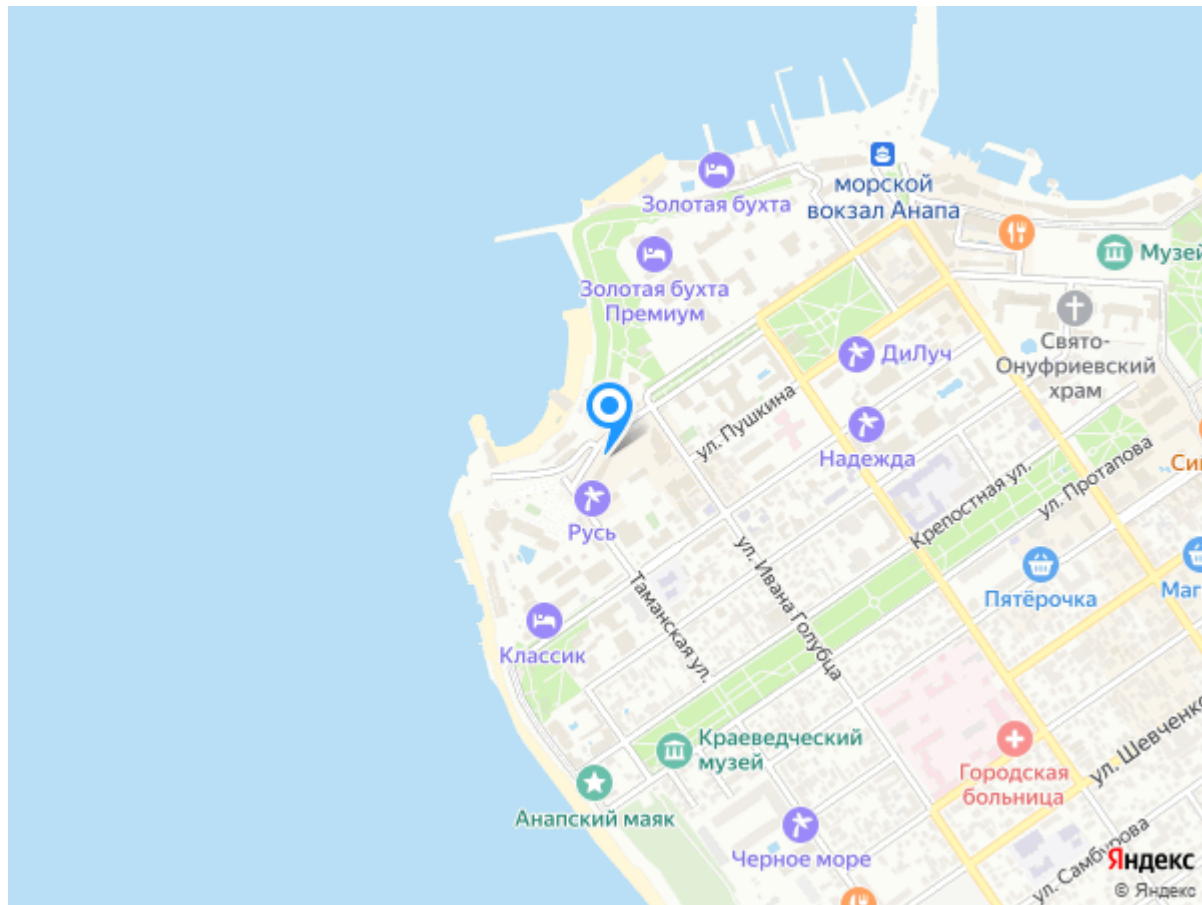 морской
вокзал Анапа
Золотая бухта
Золотая бухта
Премиум
Музей
Свято-
Онуфриевский
храм
ДиЛуч
ул. Пушкина
Надежда
Крепостная ул.
ул. Протапова
Си
Русь
ул. Ивана Голубца
Пятёрочка
Маг
Таманская ул.
Классик
Краеведческий
музей
Городская
больница
ул. Шевченко
Анапский маяк
Черное море
ул. Самбурова
Яндекс
© Яндекс